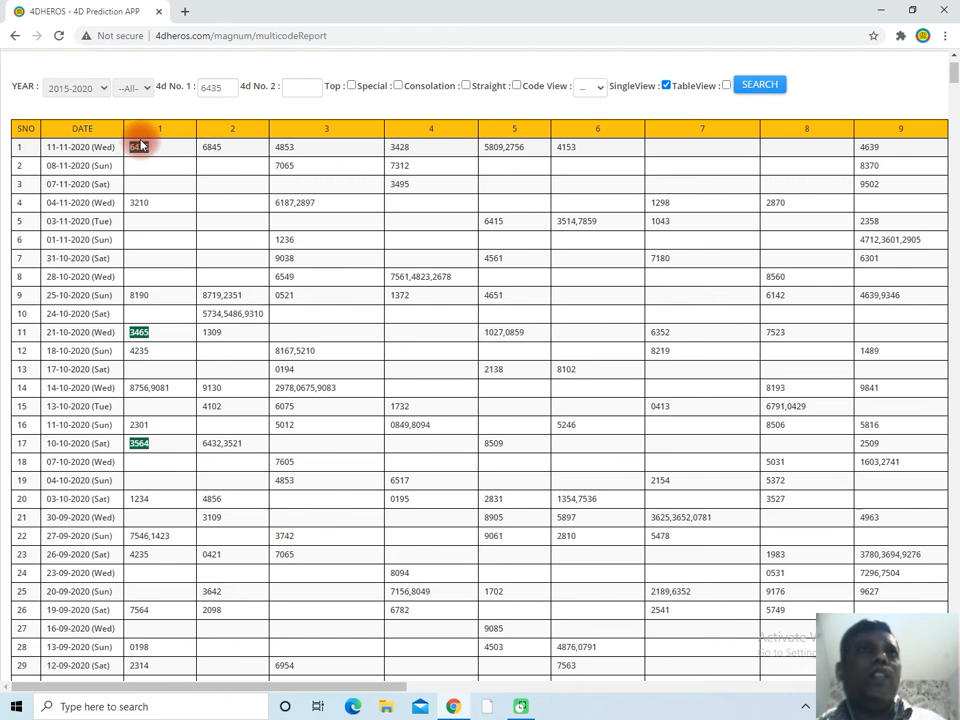 4DHEROS - 4D Prediction APP
Not secure 4dheros.com/magnum/multicodeReport
YEAR : 2015-2020 --All-- 4d No. 1 : 6435 4d No. 2 : Top : Special : Consolation : Straight : Code View : -- SingleView : TableView : SEARCH
SNO DATE 1 2 3 4 5 6 7 8 9
1 11-11-2020 (Wed) 6845 4853 3428 5809,2756 4153 4639
2 08-11-2020 (Sun) 7065 7312 8370
3 07-11-2020 (Sat) 3495 9502
4 04-11-2020 (Wed) 3210 6187,2897 1298 2870
5 03-11-2020 (Tue) 6415 3514,7859 1043 2358
6 01-11-2020 (Sun) 1236 4712,3601,2905
7 31-10-2020 (Sat) 9038 4561 7180 6301
8 28-10-2020 (Wed) 6549 7561,4823,2678 8560
9 25-10-2020 (Sun) 8190 8719,2351 0521 1372 4651 6142 4639,9346
10 24-10-2020 (Sat) 5734,5486,9310
11 21-10-2020 (Wed) 3465 1309 1027,0859 6352 7523
12 18-10-2020 (Sun) 4235 8167,5210 8219 1489
13 17-10-2020 (Sat) 0194 2138 8102
14 14-10-2020 (Wed) 8756,9081 9130 2978,0675,9083 8193 9841
15 13-10-2020 (Tue) 4102 6075 1732 0413 6791,0429
16 11-10-2020 (Sun) 2301 5012 0849,8094 5246 8506 5816
17 10-10-2020 (Sat) 3564 6432,3521 8509 2509
18 07-10-2020 (Wed) 7605 5031 1603,2741
19 04-10-2020 (Sun) 4853 6517 2154 5372
20 03-10-2020 (Sat) 1234 4856 0195 2831 1354,7536 3527
21 30-09-2020 (Wed) 3109 8905 5897 3625,3652,0781 4963
22 27-09-2020 (Sun) 7546,1423 3742 9061 2810 5478
23 26-09-2020 (Sat) 4235 0421 7065 1983 3780,3694,9276
24 23-09-2020 (Wed) 8094 0531 7296,7504
25 20-09-2020 (Sun) 3642 7156,8049 1702 2189,6352 9176 9627
26 19-09-2020 (Sat) 7564 2098 6782 2541 5749
27 16-09-2020 (Wed) 9085
28 13-09-2020 (Sun) 0198 4503 4876,0791
29 12-09-2020 (Sat) 2314 6954 7563
Activate
Go to
Type here to search